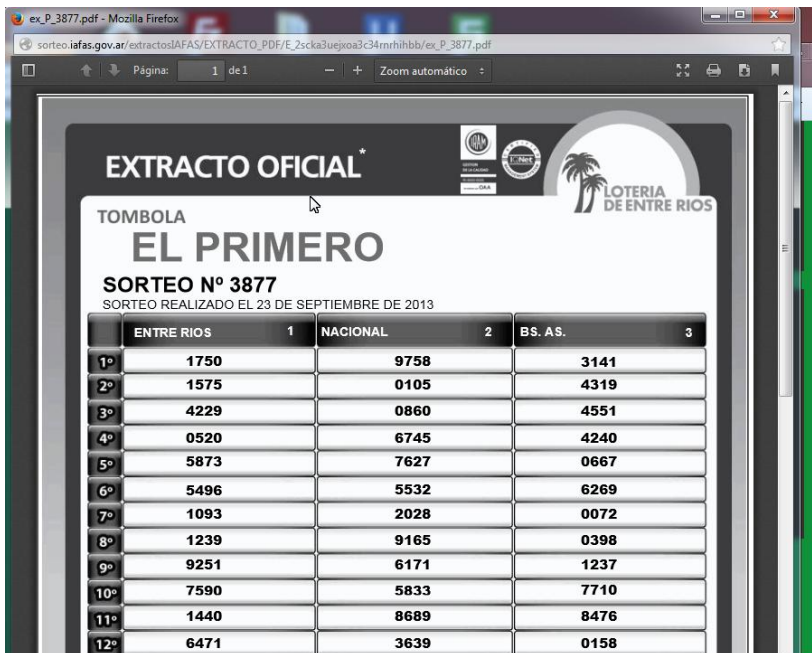 ex_P_3877.pdf - Mozilla Firefox
sorteo.iafas.gov.ar/extractosIAFAS/EXTRACTO_PDF/E_2scka3uejxoa3c34rnrhihbb/ex_P_3877.pdf
Página: 1 de 1 Zoom automático
EXTRACTO OFICIAL*
IRAM
IQNet
LOTERIA
DE ENTRE RIOS
TOMBOLA
EL PRIMERO
SORTEO Nº 3877
SORTEO REALIZADO EL 23 DE SEPTIEMBRE DE 2013
ENTRE RIOS 1 NACIONAL 2 BS. AS. 3
1º 1750 9758 3141
2º 1575 0105 4319
3º 4229 0860 4551
4º 0520 6745 4240
5º 5873 7627 0667
6º 5496 5532 6269
7º 1093 2028 0072
8º 1239 9165 0398
9º 9251 6171 1237
10º 7590 5833 7710
11º 1440 8689 8476
12º 6471 3639 0158